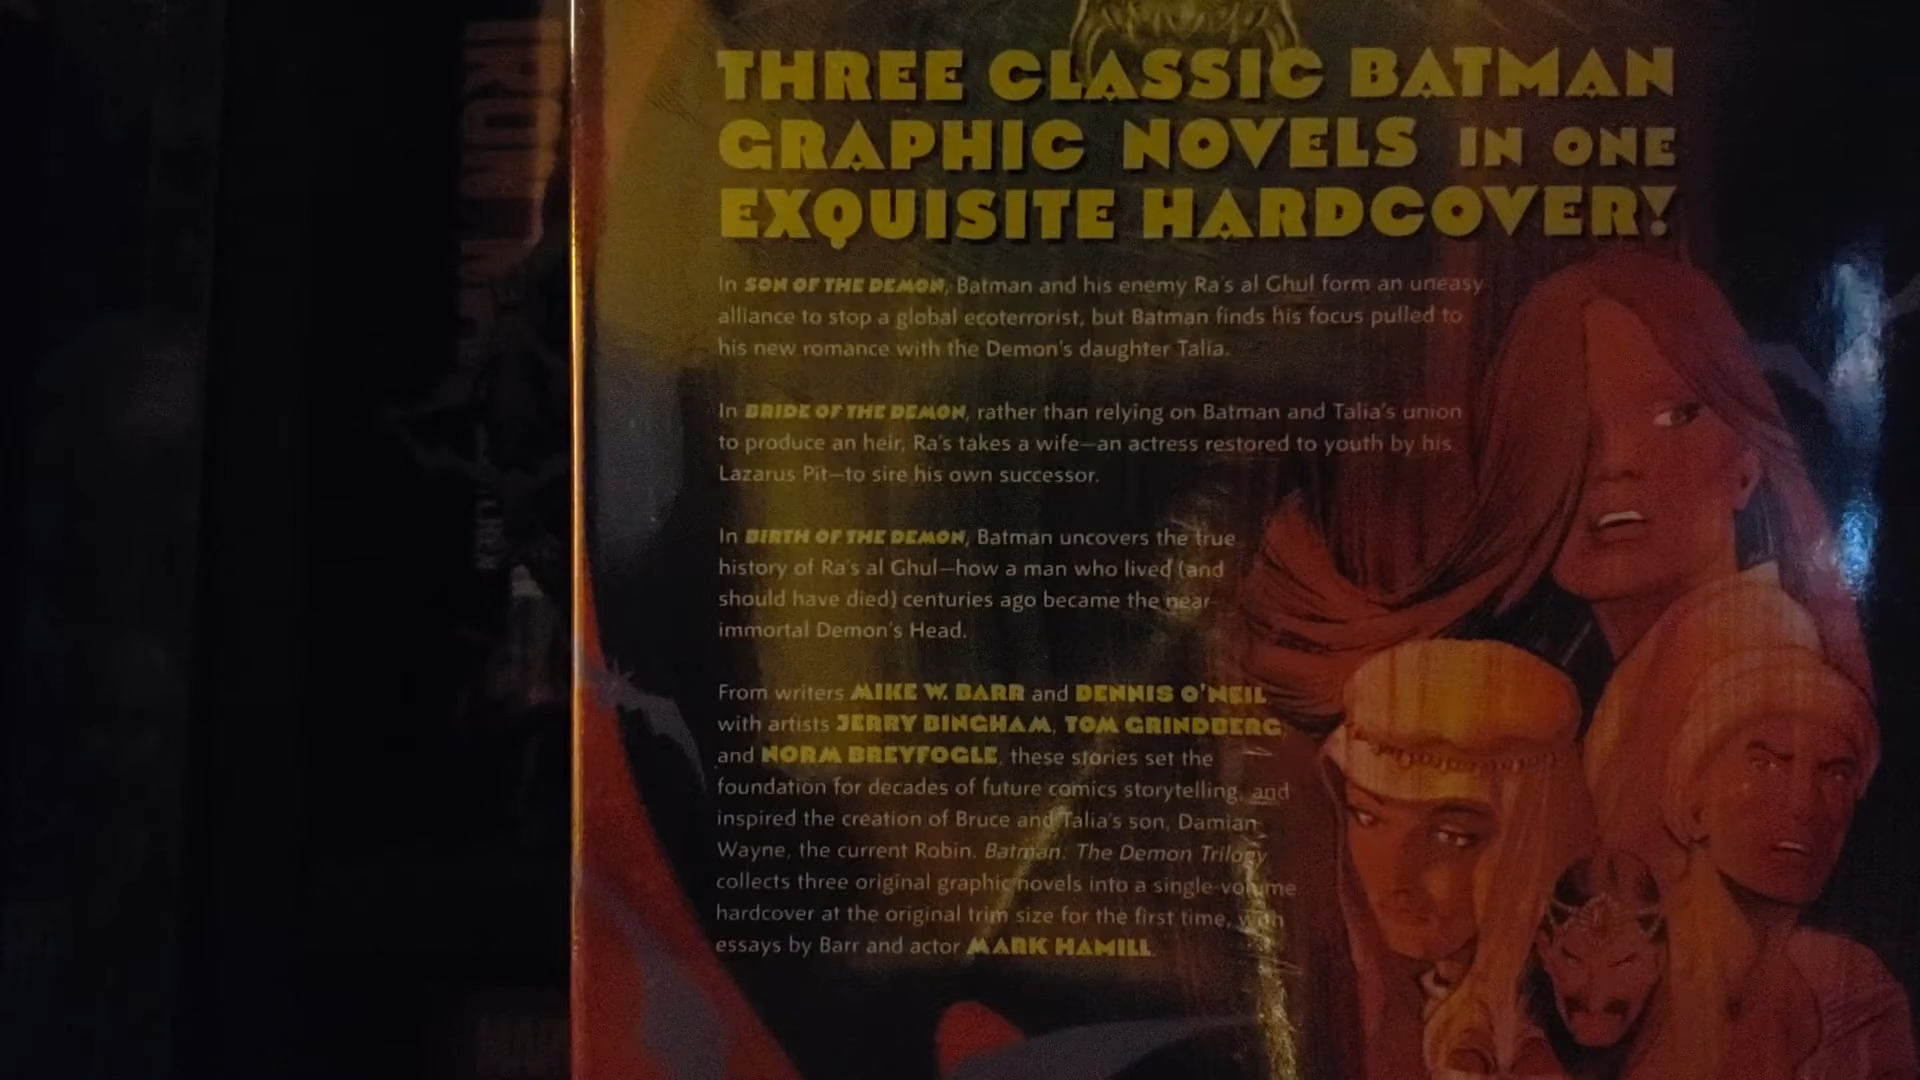 THREE CLASSIC BATMAN
GRAPHIC NOVELS IN ONE
EXQUISITE HARDCOVER!
In SON OF THE DEMON, Batman and his enemy Ra's al Ghul form an uneasy
alliance to stop a global ecoterrorist, but Batman finds his focus pulled to
his new romance with the Demon's daughter Talia.
In BRIDE OF THE DEMON, rather than relying on Batman and Talia's union
to produce an heir, Ra's takes a wife—an actress restored to youth by his
Lazarus Pit—to sire his own successor.
In BIRTH OF THE DEMON, Batman uncovers the true
history of Ra's al Ghul—how a man who lived (and
should have died) centuries ago became the near-
immortal Demon's Head.
From writers MIKE W. BARR and DENNIS O'NEIL
with artists JERRY BINGHAM, TOM GRINDBERG,
and NORM BREYFOGLE, these stories set the
foundation for decades of future comics storytelling, and
inspired the creation of Bruce and Talia's son, Damian
Wayne, the current Robin. Batman: The Demon Trilogy
collects three original graphic novels into a single-volume
hardcover at the original trim size for the first time, with
essays by Barr and actor MARK HAMILL.